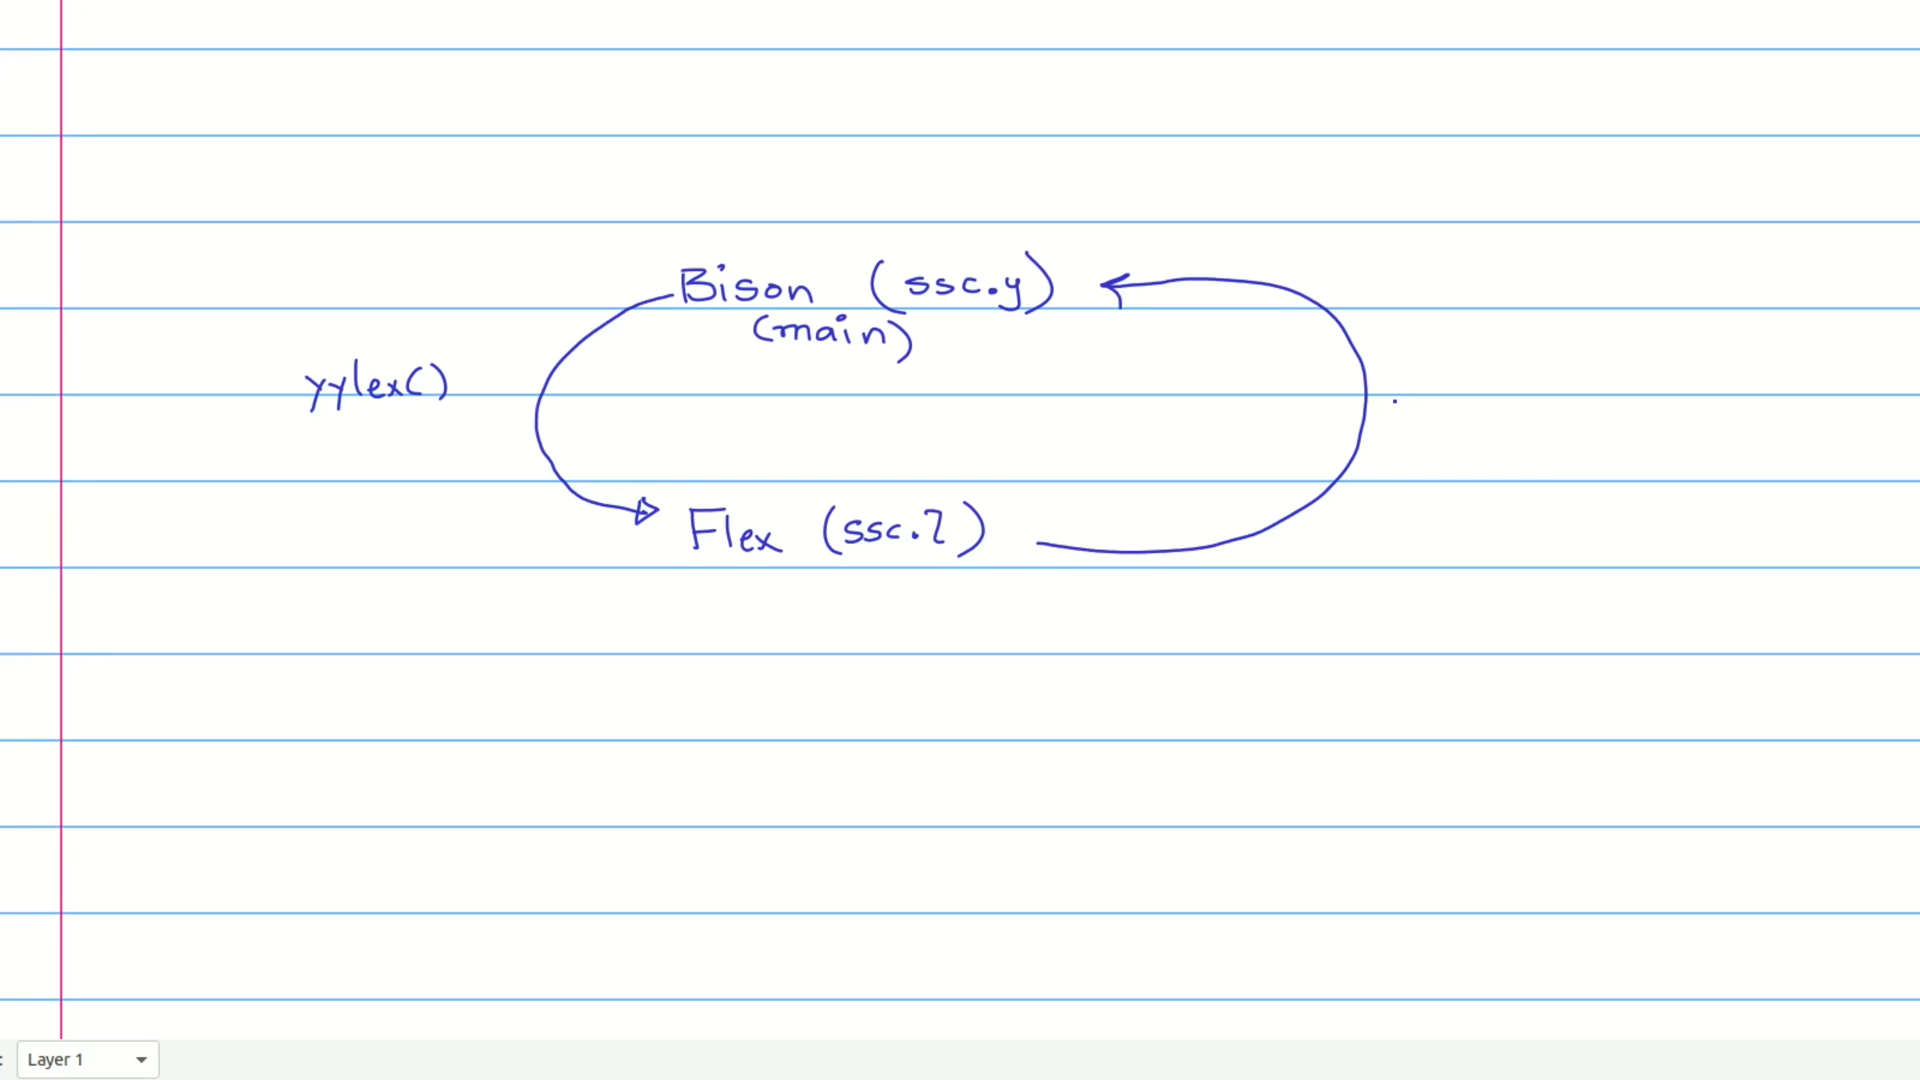 Bison (ssc.y)
(main)
yylex()
Flex (ssc.l)
: Layer 1